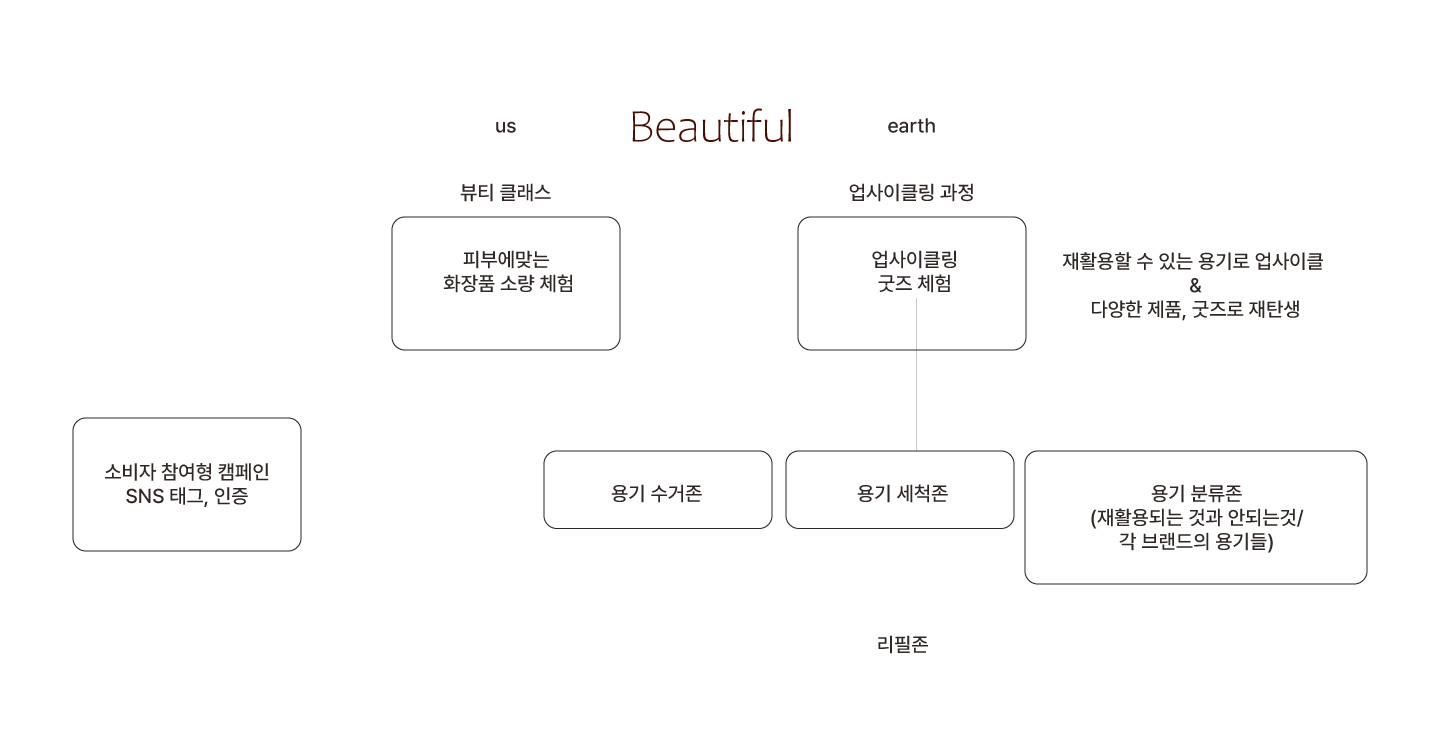 us
Beautiful
earth
뷰티 클래스
업사이클링 과정
피부에맞는
화장품 소량 체험
업사이클링
굿즈 체험
재활용할 수 있는 용기로 업사이클
&
다양한 제품, 굿즈로 재탄생
소비자 참여형 캠페인
SNS 태그, 인증
용기 수거존
용기 세척존
용기 분류존
(재활용되는 것과 안되는것/
각 브랜드의 용기들)
리필존